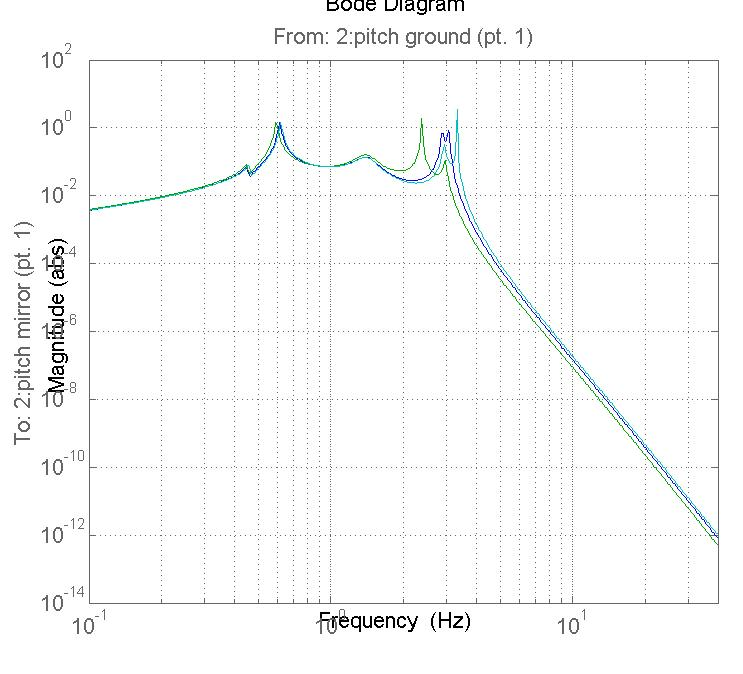 Bode Diagram
From: 2:pitch ground (pt. 1)
To: 2:pitch mirror (pt. 1)
Magnitude (abs)
10^2
10^0
10^-2
10^-4
10^-6
10^-8
10^-10
10^-12
10^-14
10^-1
10^0
10^1
Frequency (Hz)